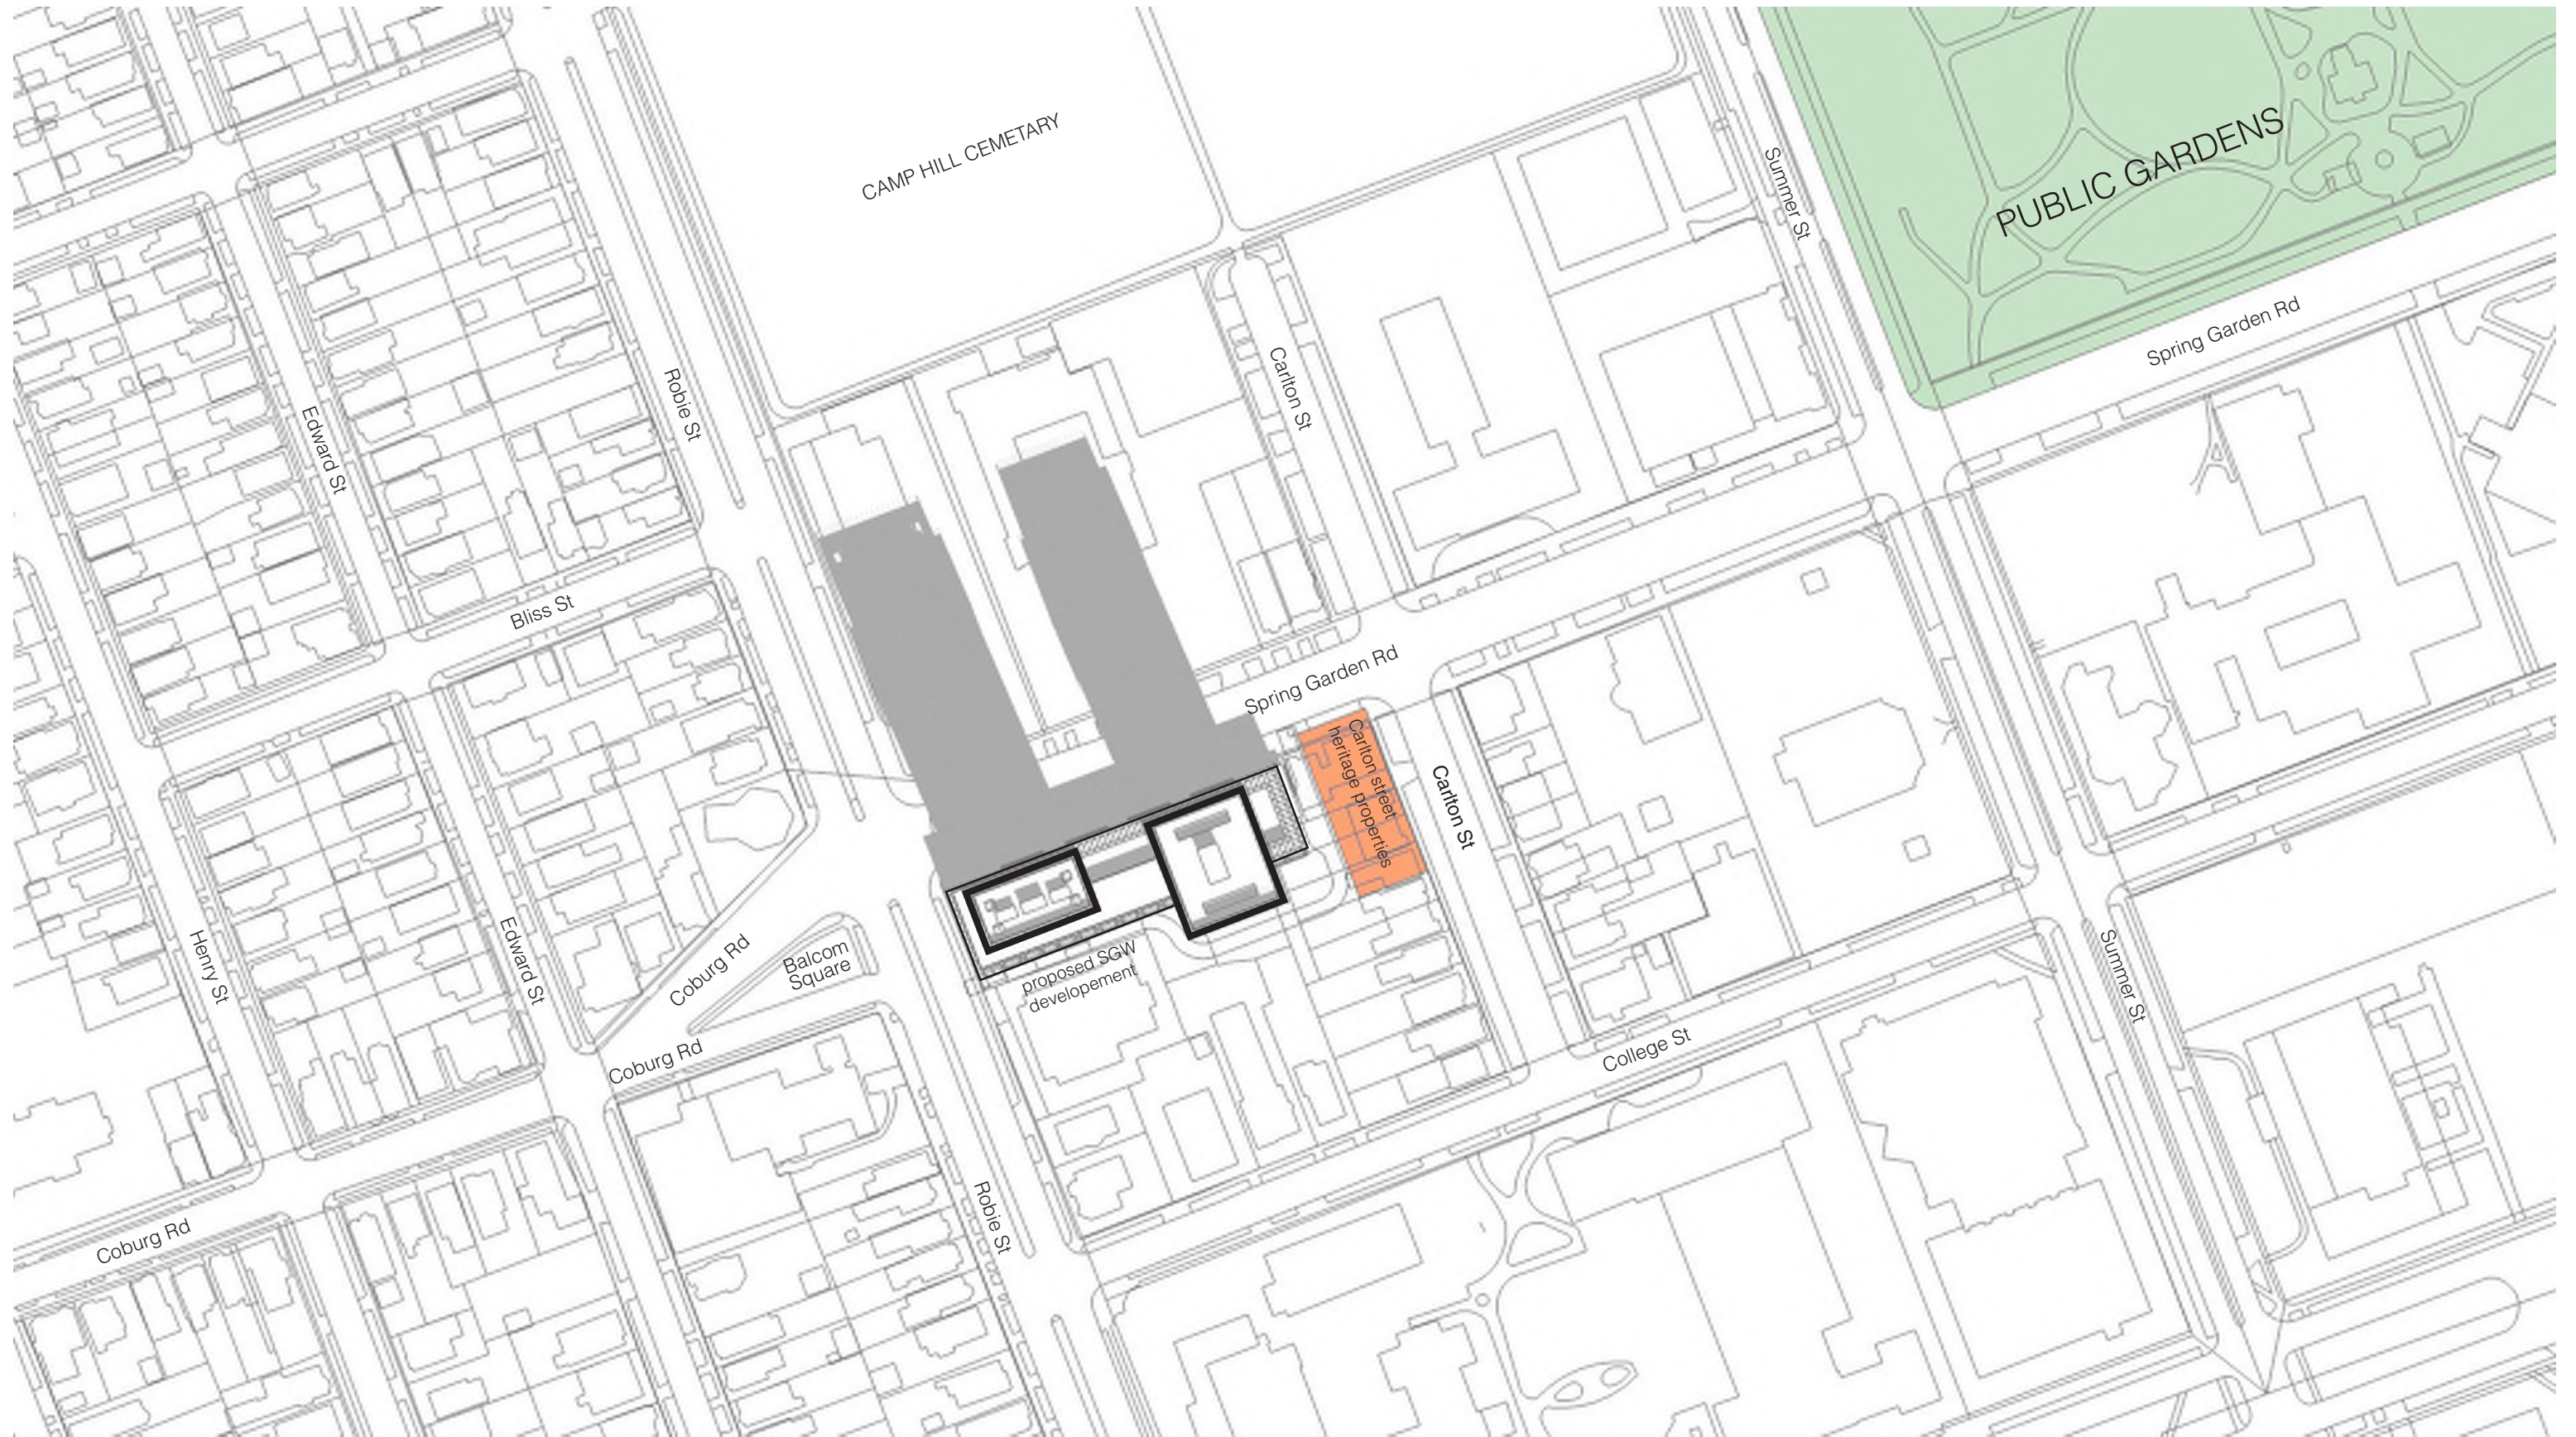 CAMP HILL CEMETARY
PUBLIC GARDENS
Summer St
Spring Garden Rd
Robie St
Carlton St
Edward St
Bliss St
Spring Garden Rd
Carlton street
heritage properties
Carlton St
Henry St
Edward St
Coburg Rd
Balcom
Square
proposed SGW
developement
Coburg Rd
College St
Summer St
Robie St
Coburg Rd